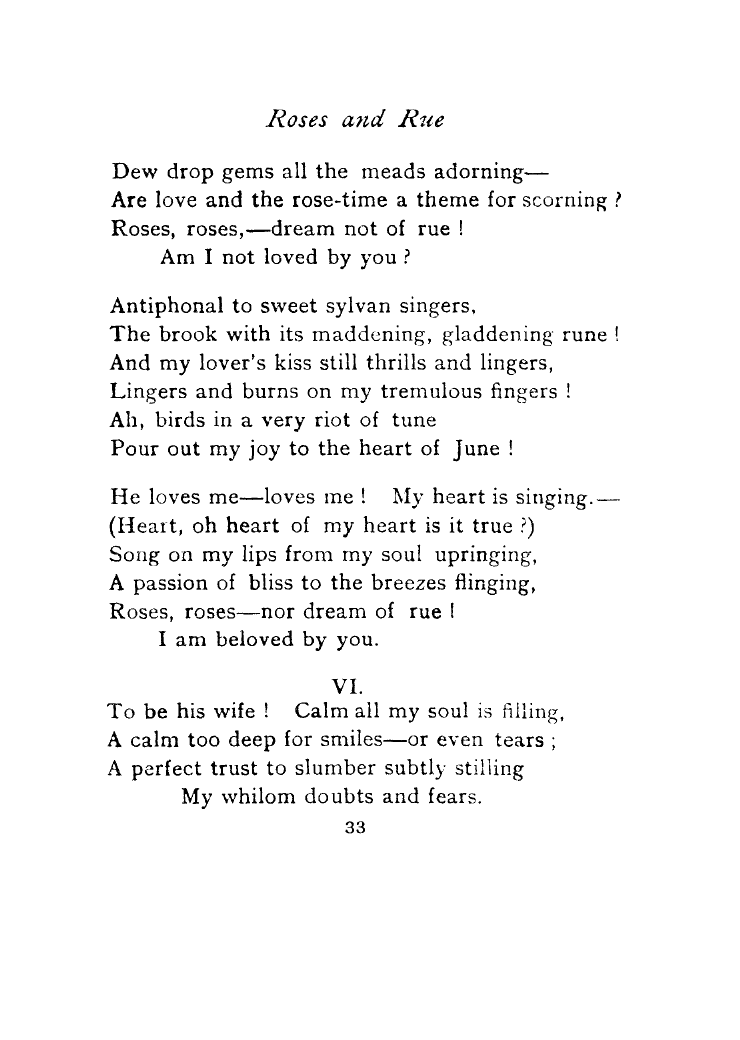 Roses and Rue
Dew drop gems all the meads adorning—
Are love and the rose-time a theme for scorning ?
Roses, roses,—dream not of rue !
Am I not loved by you ?
Antiphonal to sweet sylvan singers,
The brook with its maddening, gladdening rune !
And my lover's kiss still thrills and lingers,
Lingers and burns on my tremulous fingers !
Ah, birds in a very riot of tune
Pour out my joy to the heart of June !
He loves me—loves me ! My heart is singing.—
(Heart, oh heart of my heart is it true ?)
Song on my lips from my soul upringing,
A passion of bliss to the breezes flinging,
Roses, roses—nor dream of rue !
I am beloved by you.
VI.
To be his wife ! Calm all my soul is filling,
A calm too deep for smiles—or even tears ;
A perfect trust to slumber subtly stilling
My whilom doubts and fears.
33